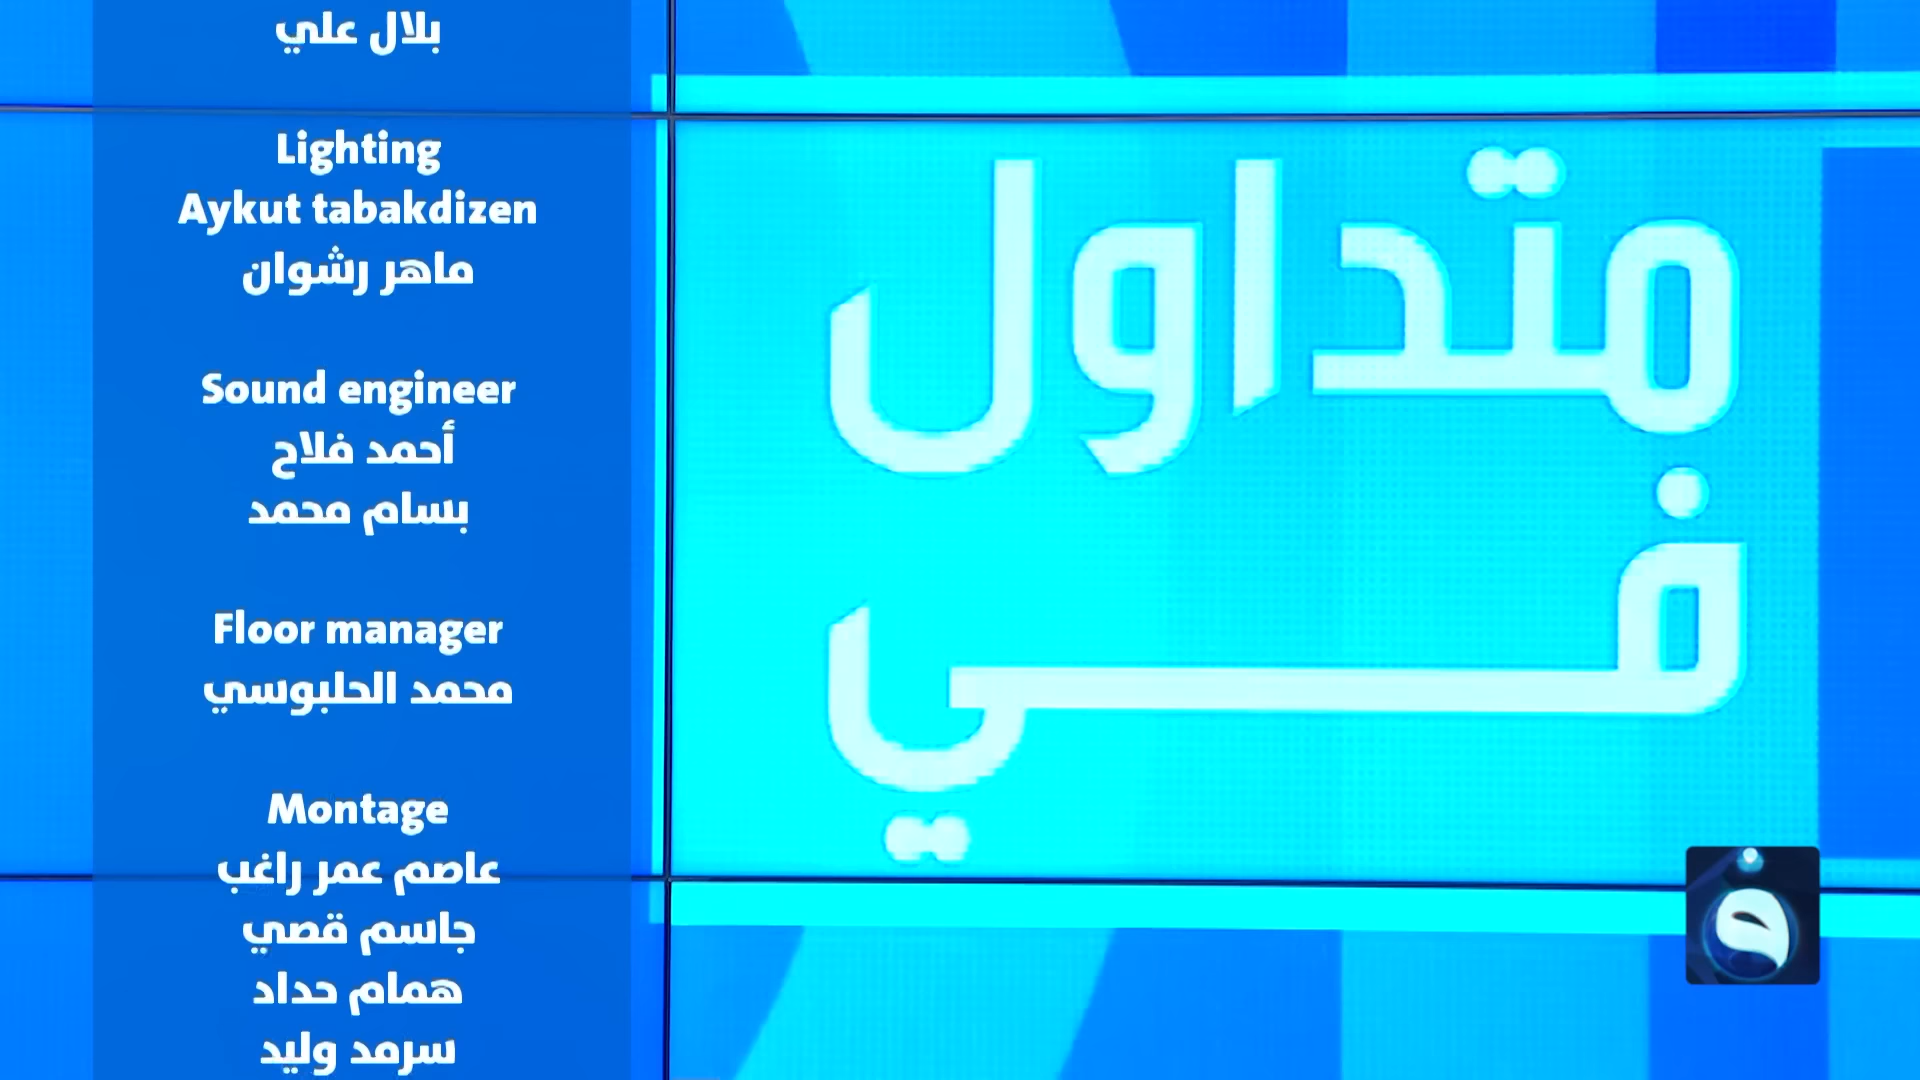 بلال علي
Lighting
Aykut tabakdizen
ماهر رشوان
Sound engineer
أحمد فلاح
بسام محمد
Floor manager
محمد الحلبوسي
Montage
عاصم عمر راغب
جاسم قصي
همام حداد
سرمد وليد
متداول
في